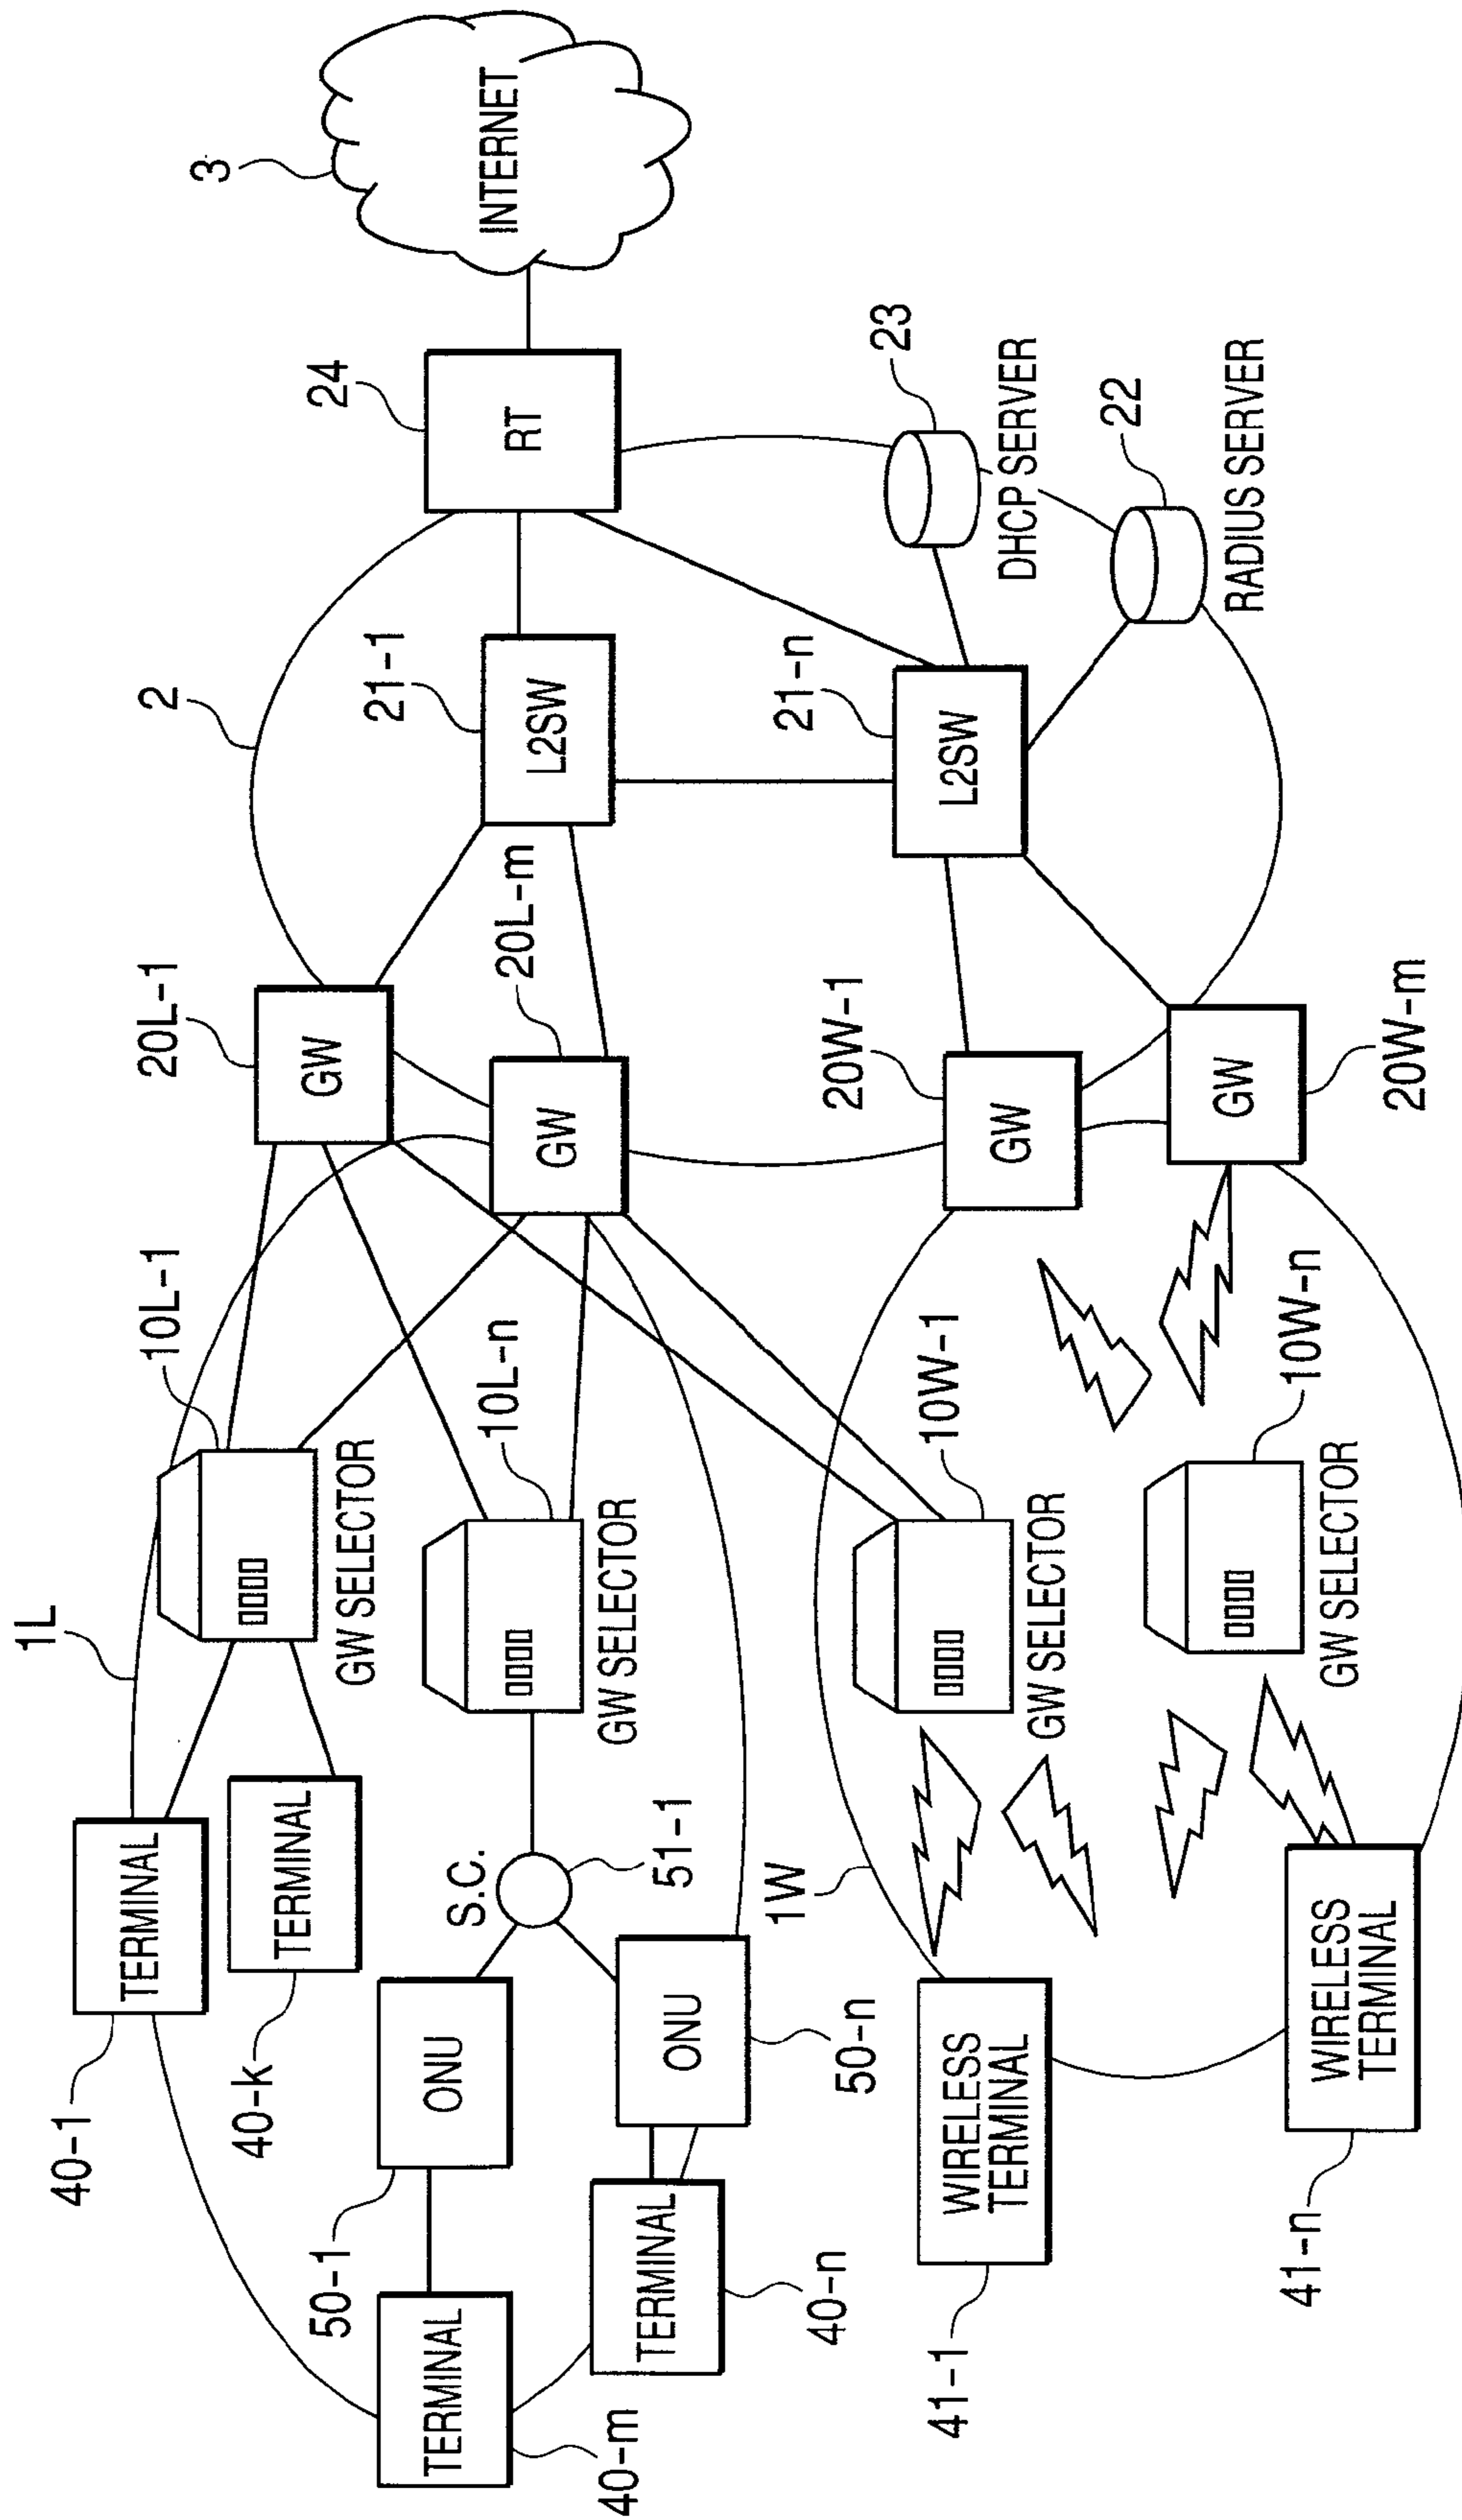 3
INTERNET
24
RT
23
DHCP SERVER
22
RADIUS SERVER
2
21-1
L2SW
21-n
L2SW
20L-1
GW
20L-m
GW
20W-1
GW
20W-m
GW
10L-1
GW SELECTOR
10L-n
GW SELECTOR
10W-1
GW SELECTOR
10W-n
GW SELECTOR
1L
1W
TERMINAL
40-1
TERMINAL
40-k
S.C.
51-1
ONU
50-1
ONU
50-n
TERMINAL
40-m
TERMINAL
40-n
WIRELESS
TERMINAL
41-1
WIRELESS
TERMINAL
41-n